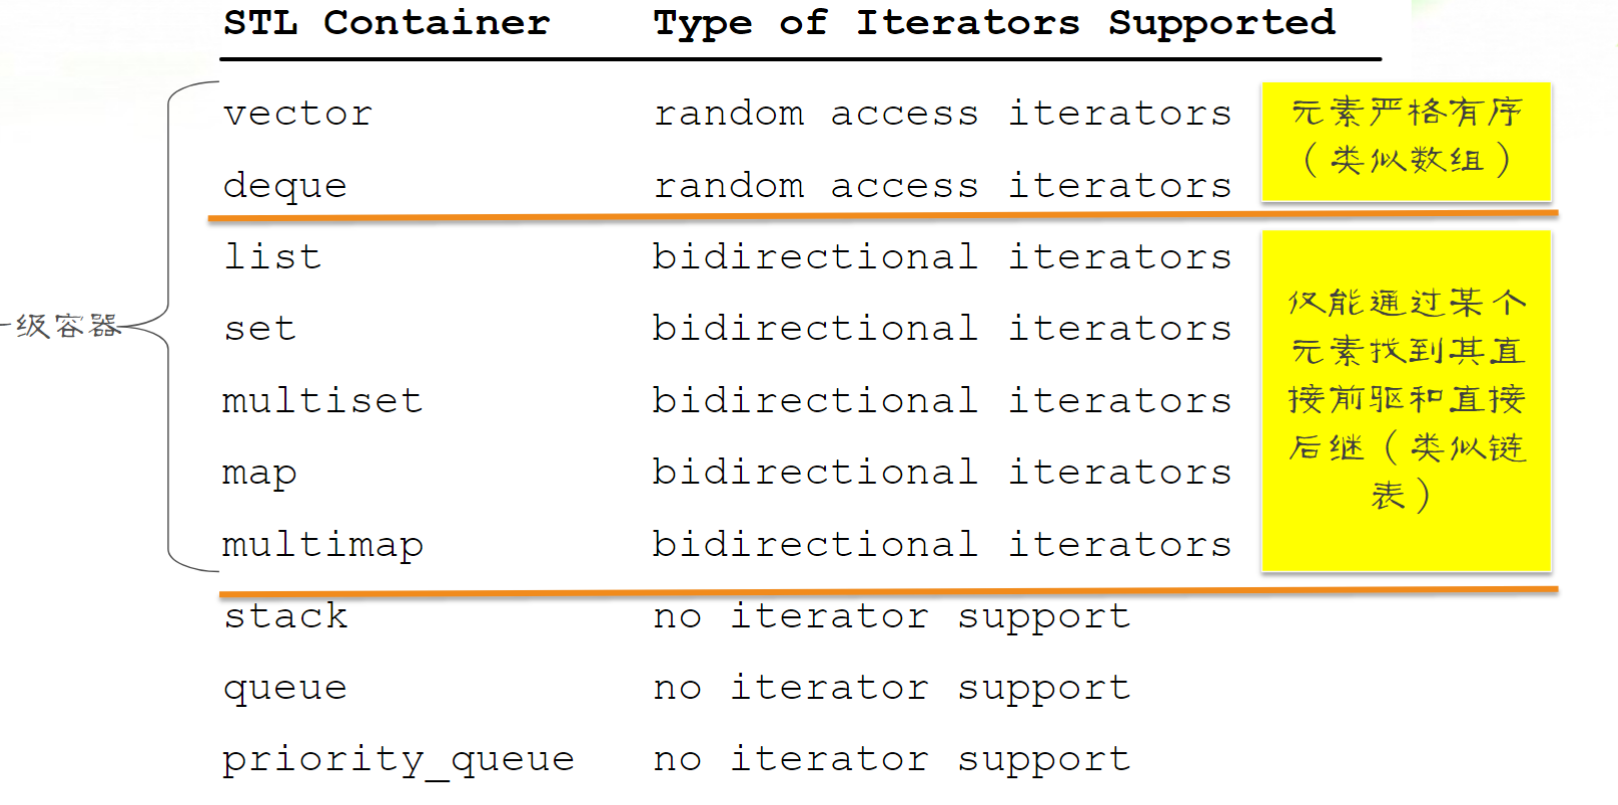 STL Container Type of Iterators Supported
vector random access iterators
deque random access iterators
元素严格有序
（类似数组）
list bidirectional iterators
set bidirectional iterators
multiset bidirectional iterators
map bidirectional iterators
multimap bidirectional iterators
仅能通过某个
元素找到其直
接前驱和直接
后继（类似链
表）
一级容器
stack no iterator support
queue no iterator support
priority_queue no iterator support